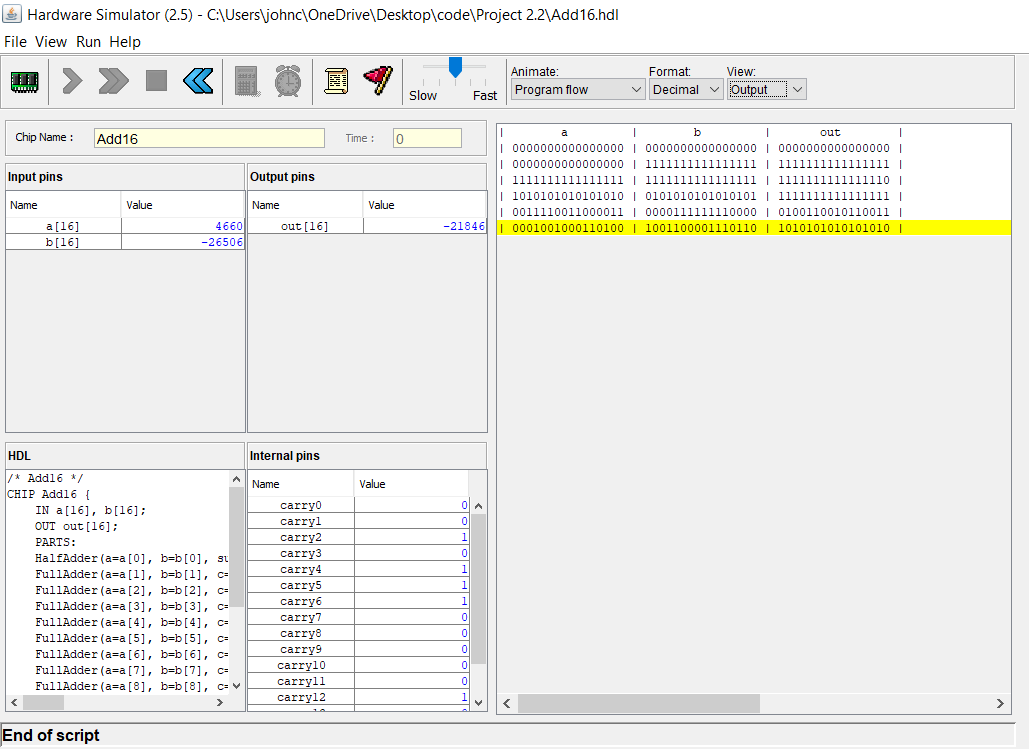 Hardware Simulator (2.5) - C:\Users\johnc\OneDrive\Desktop\code\Project 2.2\Add16.hdl
File View Run Help
Slow Fast
Animate: Format: View:
Program flow Decimal Output
Chip Name : Add16 Time : 0
Input pins
Name Value
a[16] 4660
b[16] -26506
Output pins
Name Value
out[16] -21846
HDL
/* Add16 */
CHIP Add16 {
IN a[16], b[16];
OUT out[16];
PARTS:
HalfAdder(a=a[0], b=b[0], su
FullAdder(a=a[1], b=b[1], c=
FullAdder(a=a[2], b=b[2], c=
FullAdder(a=a[3], b=b[3], c=
FullAdder(a=a[4], b=b[4], c=
FullAdder(a=a[5], b=b[5], c=
FullAdder(a=a[6], b=b[6], c=
FullAdder(a=a[7], b=b[7], c=
FullAdder(a=a[8], b=b[8], c=
Internal pins
Name Value
carry0 0
carry1 0
carry2 1
carry3 0
carry4 1
carry5 1
carry6 1
carry7 0
carry8 0
carry9 0
carry10 0
carry11 0
carry12 1
| a | b | out |
| 0000000000000000 | 0000000000000000 | 0000000000000000 |
| 0000000000000000 | 1111111111111111 | 1111111111111111 |
| 1111111111111111 | 1111111111111111 | 1111111111111110 |
| 1010101010101010 | 0101010101010101 | 1111111111111111 |
| 0011110011000011 | 0000111111110000 | 0100110010110011 |
| 0001001000110100 | 1001100001110110 | 1010101010101010 |
End of script